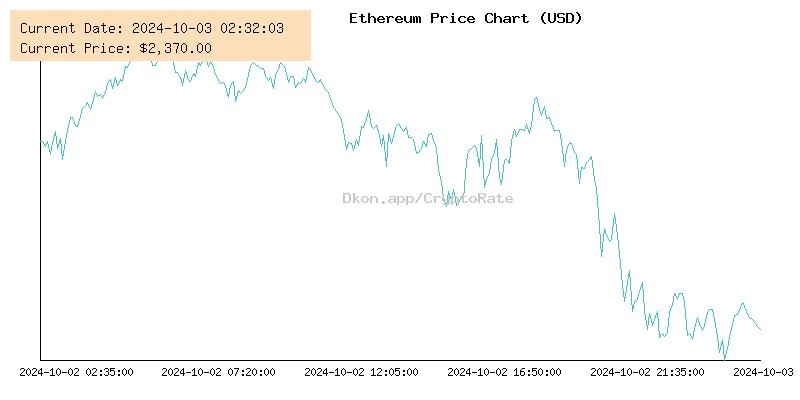 Ethereum Price Chart (USD)
Current Date: 2024-10-03 02:32:03
Current Price: $2,370.00
Dkon.app/CryptoRate
2024-10-02 02:35:00 2024-10-02 07:20:00 2024-10-02 12:05:00 2024-10-02 16:50:00 2024-10-02 21:35:00 2024-10-03